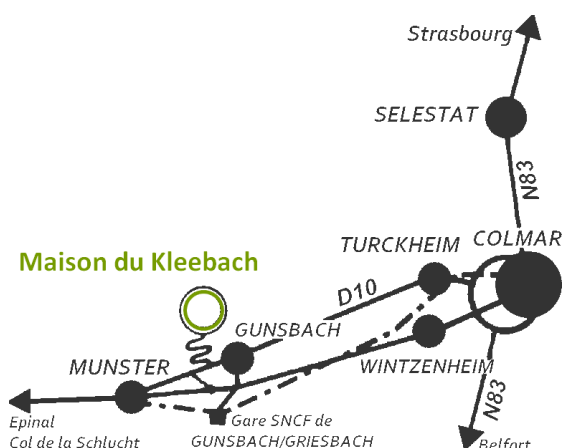 Strasbourg
SELESTAT
N83
TURCKHEIM
COLMAR
Maison du Kleebach
D10
GUNSBACH
MUNSTER
WINTZENHEIM
N83
Epinal
Col de la Schlucht
Gare SNCF de
GUNSBACH/GRIESBACH
Belfort